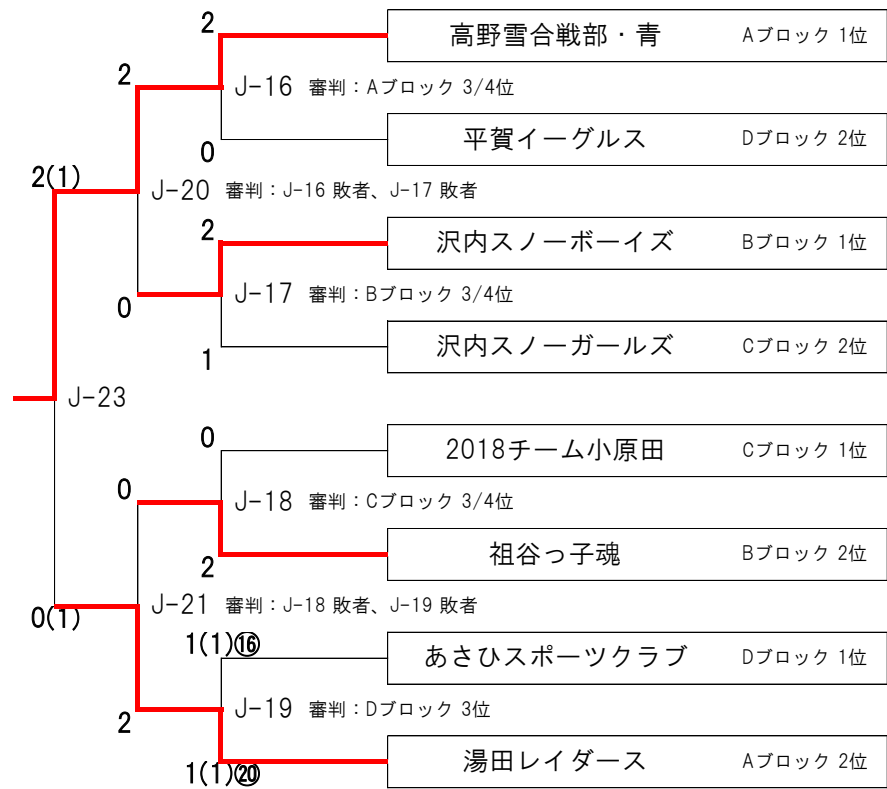 2
高野雪合戦部・青 Aブロック 1位
2
J-16 審判：Aブロック 3/4位
0
平賀イーグルス Dブロック 2位
2(1)
J-20 審判：J-16 敗者、J-17 敗者
2
沢内スノーボーイズ Bブロック 1位
0
J-17 審判：Bブロック 3/4位
1
沢内スノーガールズ Cブロック 2位
J-23
0
2018チーム小原田 Cブロック 1位
0
J-18 審判：Cブロック 3/4位
2
祖谷っ子魂 Bブロック 2位
0(1)
J-21 審判：J-18 敗者、J-19 敗者
1(1)⑯
あさひスポーツクラブ Dブロック 1位
2
J-19 審判：Dブロック 3位
1(1)⑳
湯田レイダース Aブロック 2位